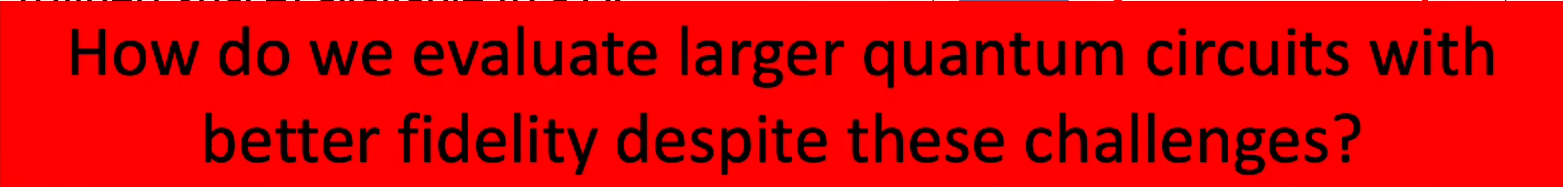 How do we evaluate larger quantum circuits with
better fidelity despite these challenges?